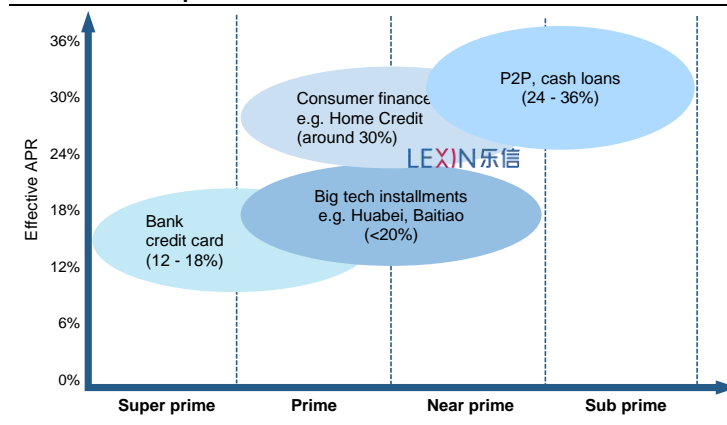 36%
30%
24%
18%
12%
6%
0%
Effective APR
P2P, cash loans
(24 - 36%)
Consumer finance
e.g. Home Credit
(around 30%)
LEXIN乐信
Big tech installments
e.g. Huabei, Baitiao
(<20%)
Bank
credit card
(12 - 18%)
Super prime
Prime
Near prime
Sub prime